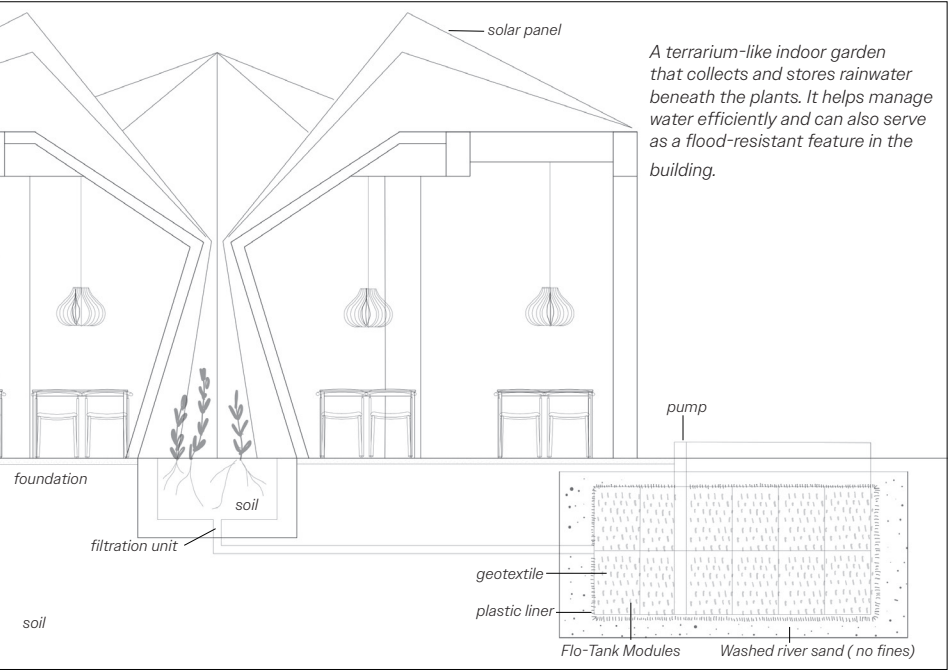 solar panel
A terrarium-like indoor garden
that collects and stores rainwater
beneath the plants. It helps manage
water efficiently and can also serve
as a flood-resistant feature in the
building.
pump
foundation
soil
filtration unit
geotextile
plastic liner
soil
Flo-Tank Modules
Washed river sand ( no fines)